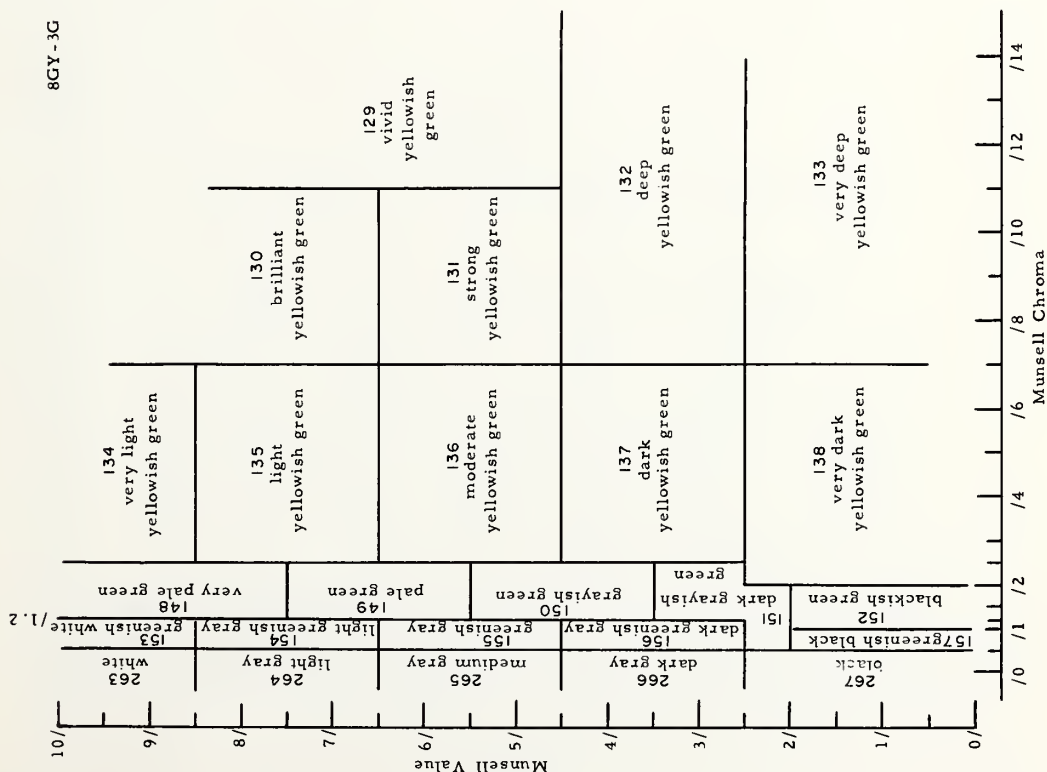 8GY-3G
129
vivid
yellowish
green
130
brilliant
yellowish green
131
strong
yellowish green
132
deep
yellowish green
133
very deep
yellowish green
134
very light
yellowish green
135
light
yellowish green
136
moderate
yellowish green
137
dark
yellowish green
138
very dark
yellowish green
148
very pale green
149
pale green
150
grayish green
151
dark grayish
green
152
blackish green
/1.2
153
greenish white
154
light greenish gray
155
greenish gray
156
dark greenish gray
157 greenish black
263
white
264
light gray
265
medium gray
266
dark gray
267
black
10/
9/
8/
7/
6/
5/
4/
3/
2/
1/
0/
Munsell Value
/0
/1
/2
/4
/6
/8
/10
/12
/14
Munsell Chroma